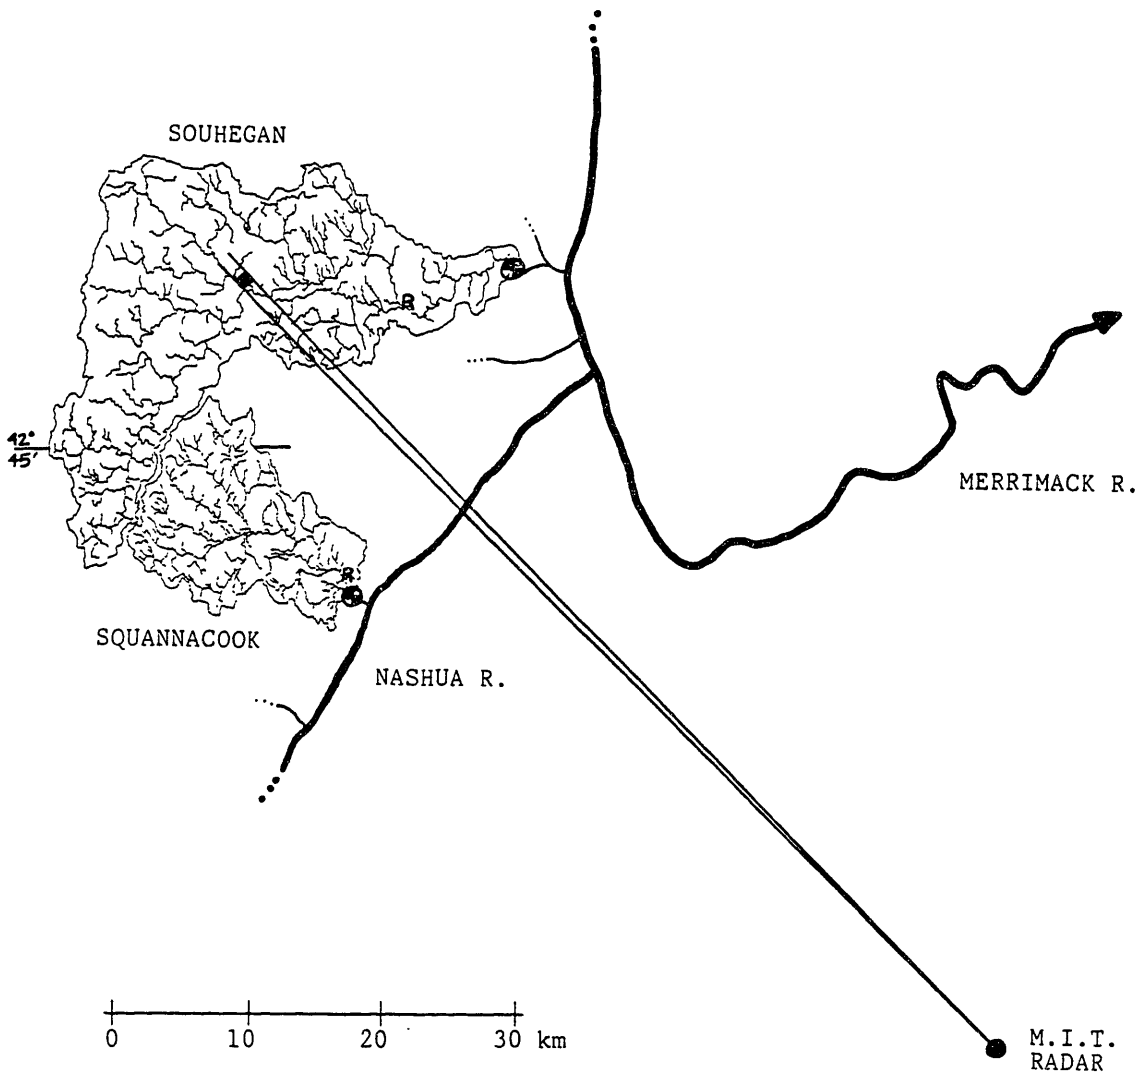 SOUHEGAN
R
42°
45'
MERRIMACK R.
R
SQUANNACOOK
NASHUA R.
0 10 20 30 km
M.I.T.
RADAR